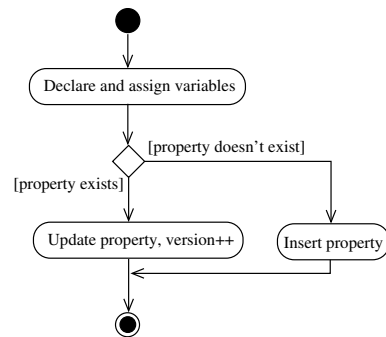 Declare and assign variables
[property doesn't exist]
[property exists]
Update property, version++
Insert property